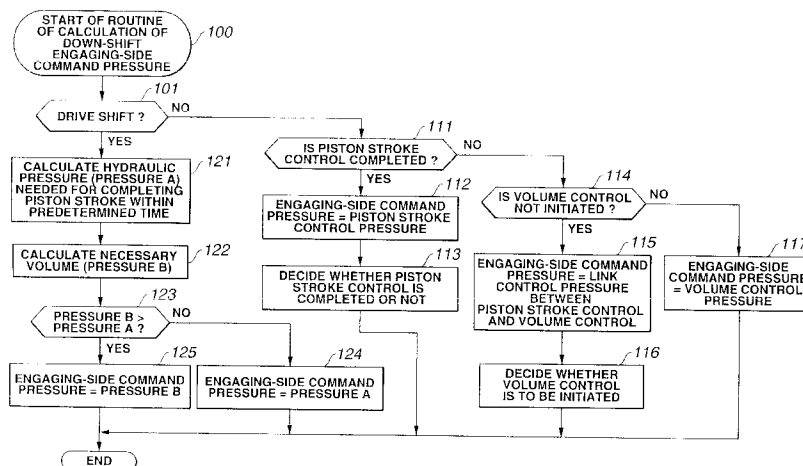 START OF ROUTINE
OF CALCULATION OF
DOWN-SHIFT
ENGAGING-SIDE
COMMAND PRESSURE
100
101
DRIVE SHIFT ?
NO
YES
CALCULATE HYDRAULIC
PRESSURE (PRESSURE A)
NEEDED FOR COMPLETING
PISTON STROKE WITHIN
PREDETERMINED TIME
121
CALCULATE NECESSARY
VOLUME (PRESSURE B)
122
123
PRESSURE B >
PRESSURE A ?
NO
YES
125
ENGAGING-SIDE COMMAND
PRESSURE = PRESSURE B
124
ENGAGING-SIDE COMMAND
PRESSURE = PRESSURE A
END
111
IS PISTON STROKE
CONTROL COMPLETED ?
NO
YES
112
ENGAGING-SIDE COMMAND
PRESSURE = PISTON STROKE
CONTROL PRESSURE
113
DECIDE WHETHER PISTON
STROKE CONTROL IS
COMPLETED OR NOT
114
IS VOLUME CONTROL
NOT INITIATED ?
NO
YES
115
ENGAGING-SIDE COMMAND
PRESSURE = LINK
CONTROL PRESSURE
BETWEEN
PISTON STROKE CONTROL
AND VOLUME CONTROL
116
DECIDE WHETHER
VOLUME CONTROL
IS TO BE INITIATED
117
ENGAGING-SIDE
COMMAND PRESSURE
= VOLUME CONTROL
PRESSURE